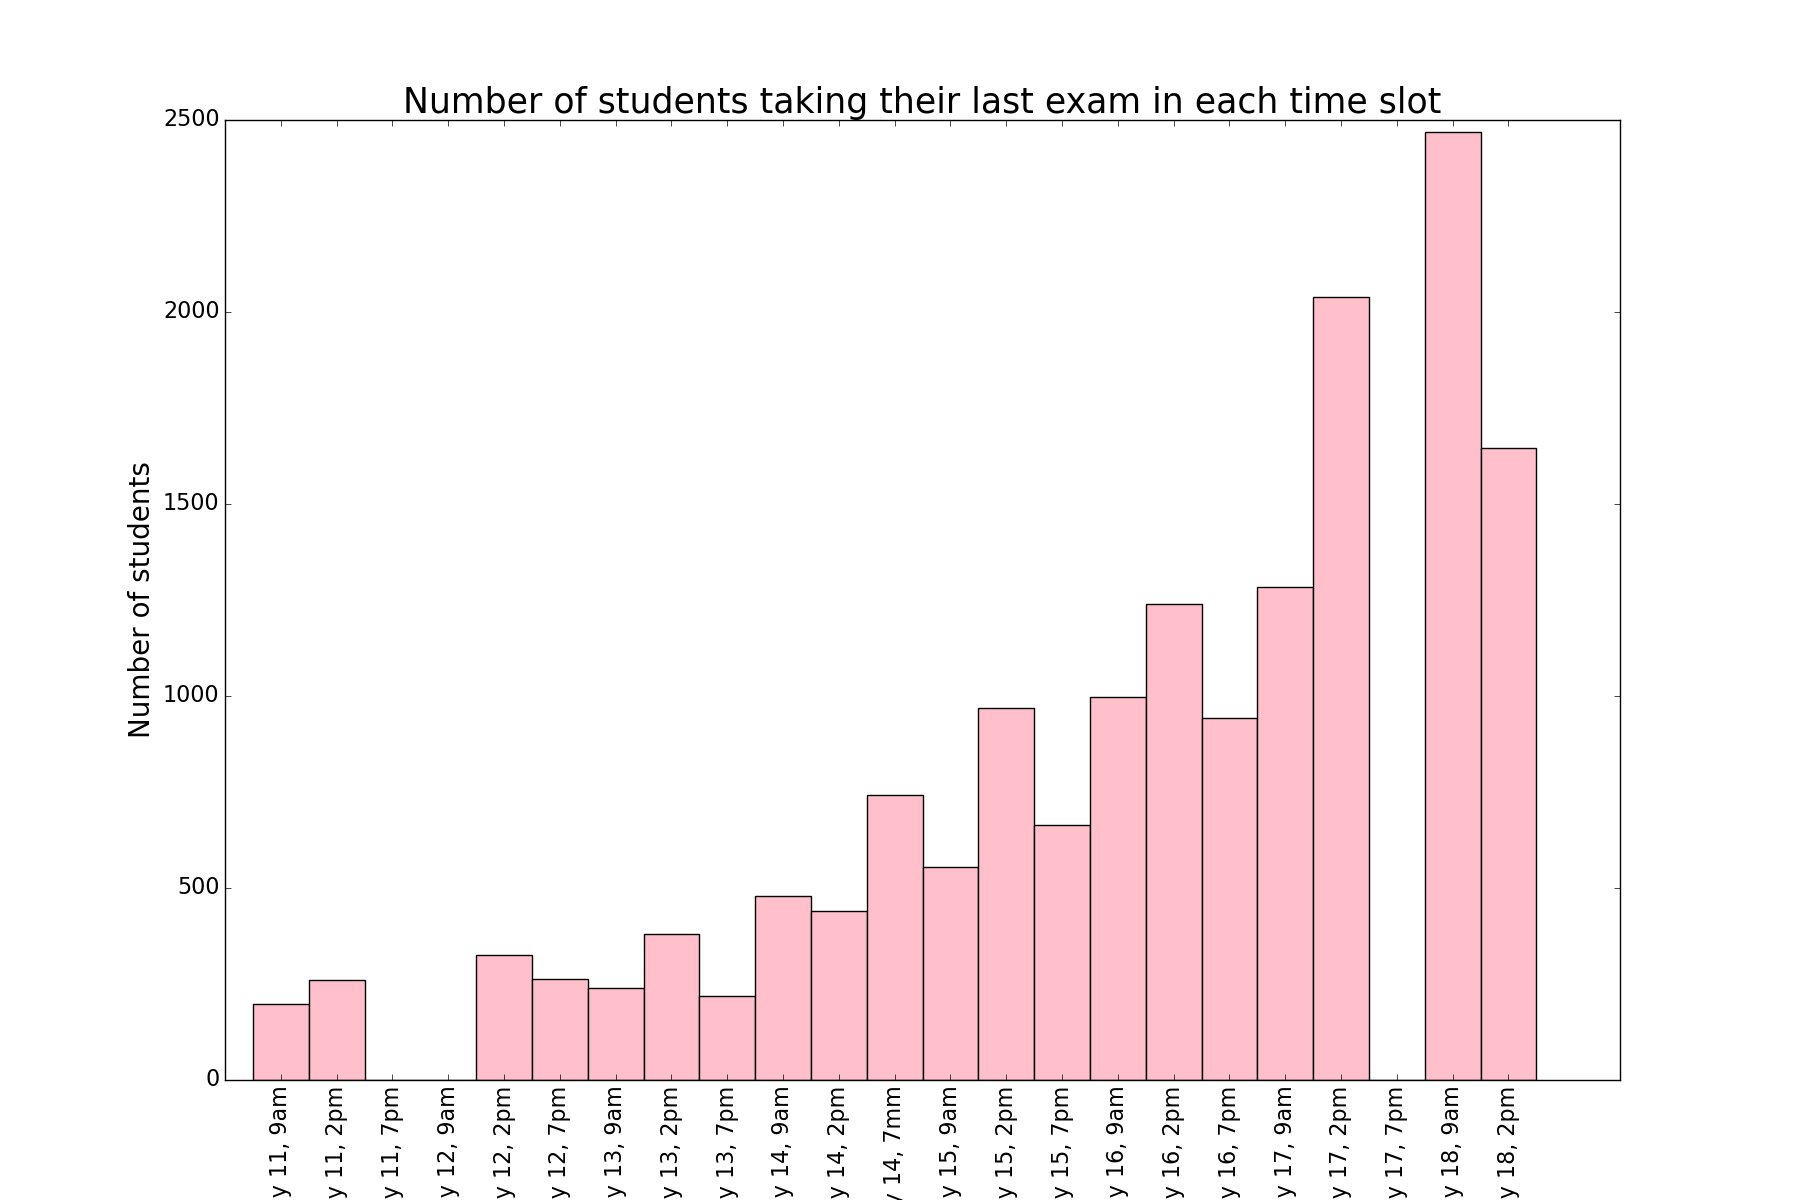 Number of students taking their last exam in each time slot
Number of students
2500
2000
1500
1000
500
0
y 11, 9am
y 11, 2pm
y 11, 7pm
y 12, 9am
y 12, 2pm
y 12, 7pm
y 13, 9am
y 13, 2pm
y 13, 7pm
y 14, 9am
y 14, 2pm
y 14, 7mm
y 15, 9am
y 15, 2pm
y 15, 7pm
y 16, 9am
y 16, 2pm
y 16, 7pm
y 17, 9am
y 17, 2pm
y 17, 7pm
y 18, 9am
y 18, 2pm